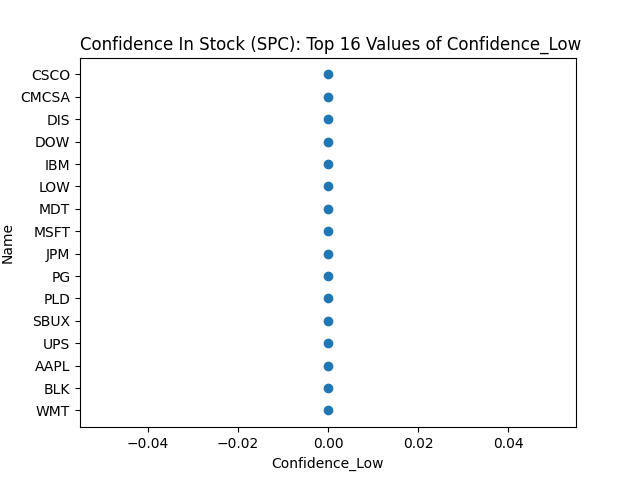 Confidence In Stock (SPC): Top 16 Values of Confidence_Low
CSCO
CMCSA
DIS
DOW
IBM
LOW
MDT
MSFT
JPM
PG
PLD
SBUX
UPS
AAPL
BLK
WMT
Name
−0.04 −0.02 0.00 0.02 0.04
Confidence_Low